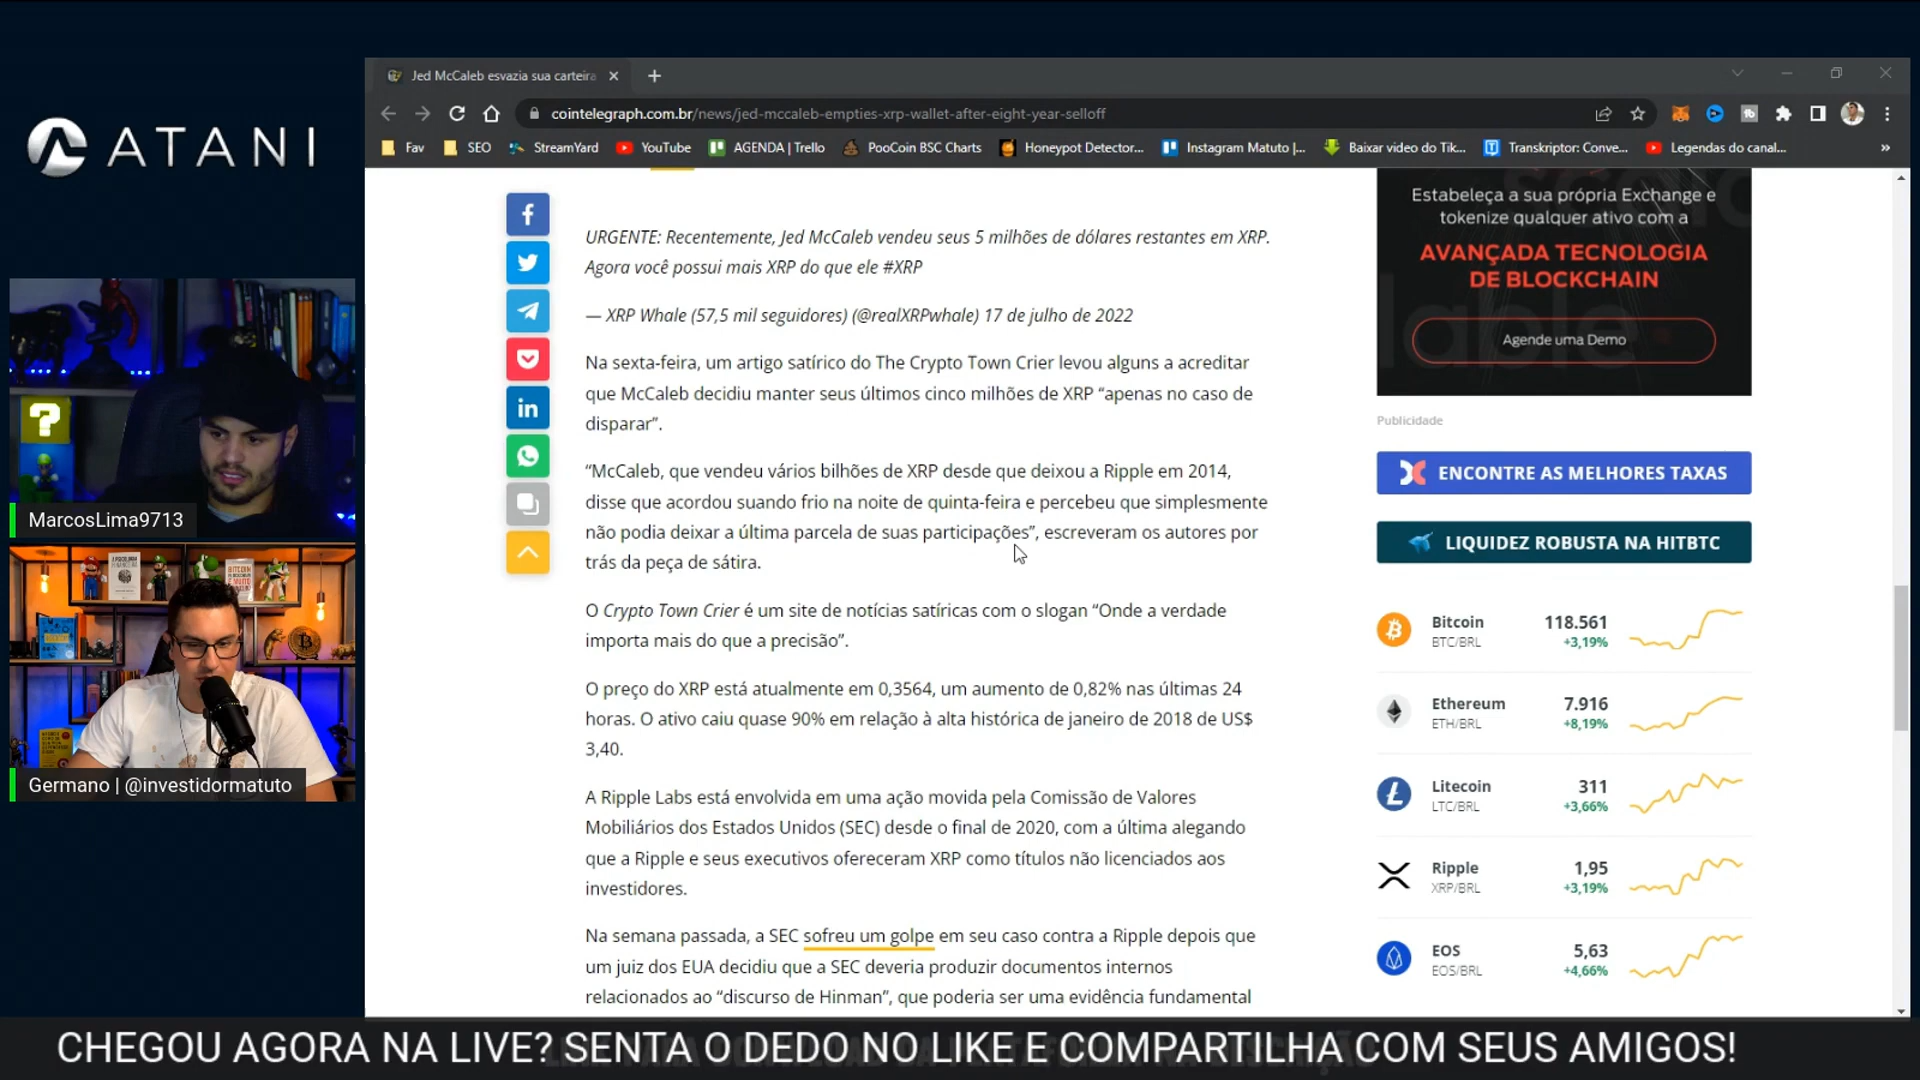 ATANI
MarcosLima9713
Germano | @investidormatuto
Jed McCaleb esvazia sua carteira
cointelegraph.com.br/news/jed-mccaleb-empties-xrp-wallet-after-eight-year-selloff
Fav
SEO
StreamYard
YouTube
AGENDA | Trello
PooCoin BSC Charts
Honeypot Detector...
Instagram Matuto |...
Baixar video do Tik...
Transkriptor: Conve...
Legendas do canal...
»
URGENTE: Recentemente, Jed McCaleb vendeu seus 5 milhões de dólares restantes em XRP.
Agora você possui mais XRP do que ele #XRP
— XRP Whale (57,5 mil seguidores) (@realXRPwhale) 17 de julho de 2022
Na sexta-feira, um artigo satírico do The Crypto Town Crier levou alguns a acreditar
que McCaleb decidiu manter seus últimos cinco milhões de XRP “apenas no caso de
disparar”.
“McCaleb, que vendeu vários bilhões de XRP desde que deixou a Ripple em 2014,
disse que acordou suando frio na noite de quinta-feira e percebeu que simplesmente
não podia deixar a última parcela de suas participações”, escreveram os autores por
trás da peça de sátira.
O Crypto Town Crier é um site de notícias satíricas com o slogan “Onde a verdade
importa mais do que a precisão”.
O preço do XRP está atualmente em 0,3564, um aumento de 0,82% nas últimas 24
horas. O ativo caiu quase 90% em relação à alta histórica de janeiro de 2018 de US$
3,40.
A Ripple Labs está envolvida em uma ação movida pela Comissão de Valores
Mobiliários dos Estados Unidos (SEC) desde o final de 2020, com a última alegando
que a Ripple e seus executivos ofereceram XRP como títulos não licenciados aos
investidores.
Na semana passada, a SEC sofreu um golpe em seu caso contra a Ripple depois que
um juiz dos EUA decidiu que a SEC deveria produzir documentos internos
relacionados ao “discurso de Hinman”, que poderia ser uma evidência fundamental
Estabeleça a sua própria Exchange e
tokenize qualquer ativo com a
AVANÇADA TECNOLOGIA
DE BLOCKCHAIN
Agende uma Demo
Publicidade
ENCONTRE AS MELHORES TAXAS
LIQUIDEZ ROBUSTA NA HITBTC
Bitcoin 118.561
BTC/BRL +3,19%
Ethereum 7.916
ETH/BRL +8,19%
Litecoin 311
LTC/BRL +3,66%
Ripple 1,95
XRP/BRL +3,19%
EOS 5,63
EOS/BRL +4,66%
CHEGOU AGORA NA LIVE? SENTA O DEDO NO LIKE E COMPARTILHA COM SEUS AMIGOS!